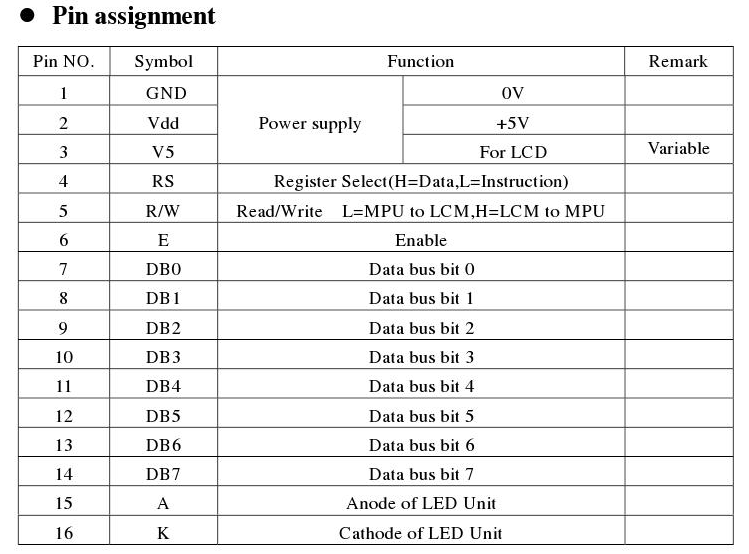 ● Pin assignment
Pin NO. Symbol Function Remark
1 GND Power supply 0V
2 Vdd +5V
3 V5 For LCD Variable
4 RS Register Select(H=Data,L=Instruction)
5 R/W Read/Write L=MPU to LCM,H=LCM to MPU
6 E Enable
7 DB0 Data bus bit 0
8 DB1 Data bus bit 1
9 DB2 Data bus bit 2
10 DB3 Data bus bit 3
11 DB4 Data bus bit 4
12 DB5 Data bus bit 5
13 DB6 Data bus bit 6
14 DB7 Data bus bit 7
15 A Anode of LED Unit
16 K Cathode of LED Unit